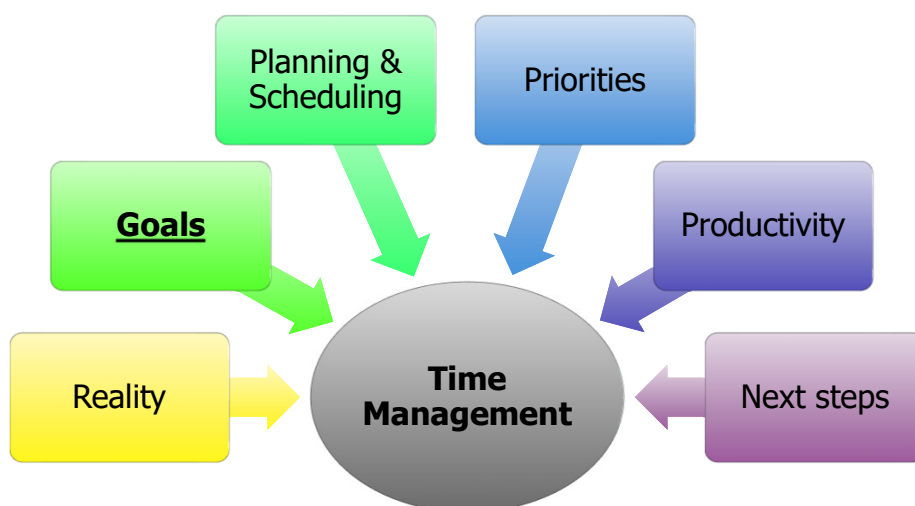 Planning &
Scheduling
Priorities
Goals
Productivity
Reality
Time
Management
Next steps